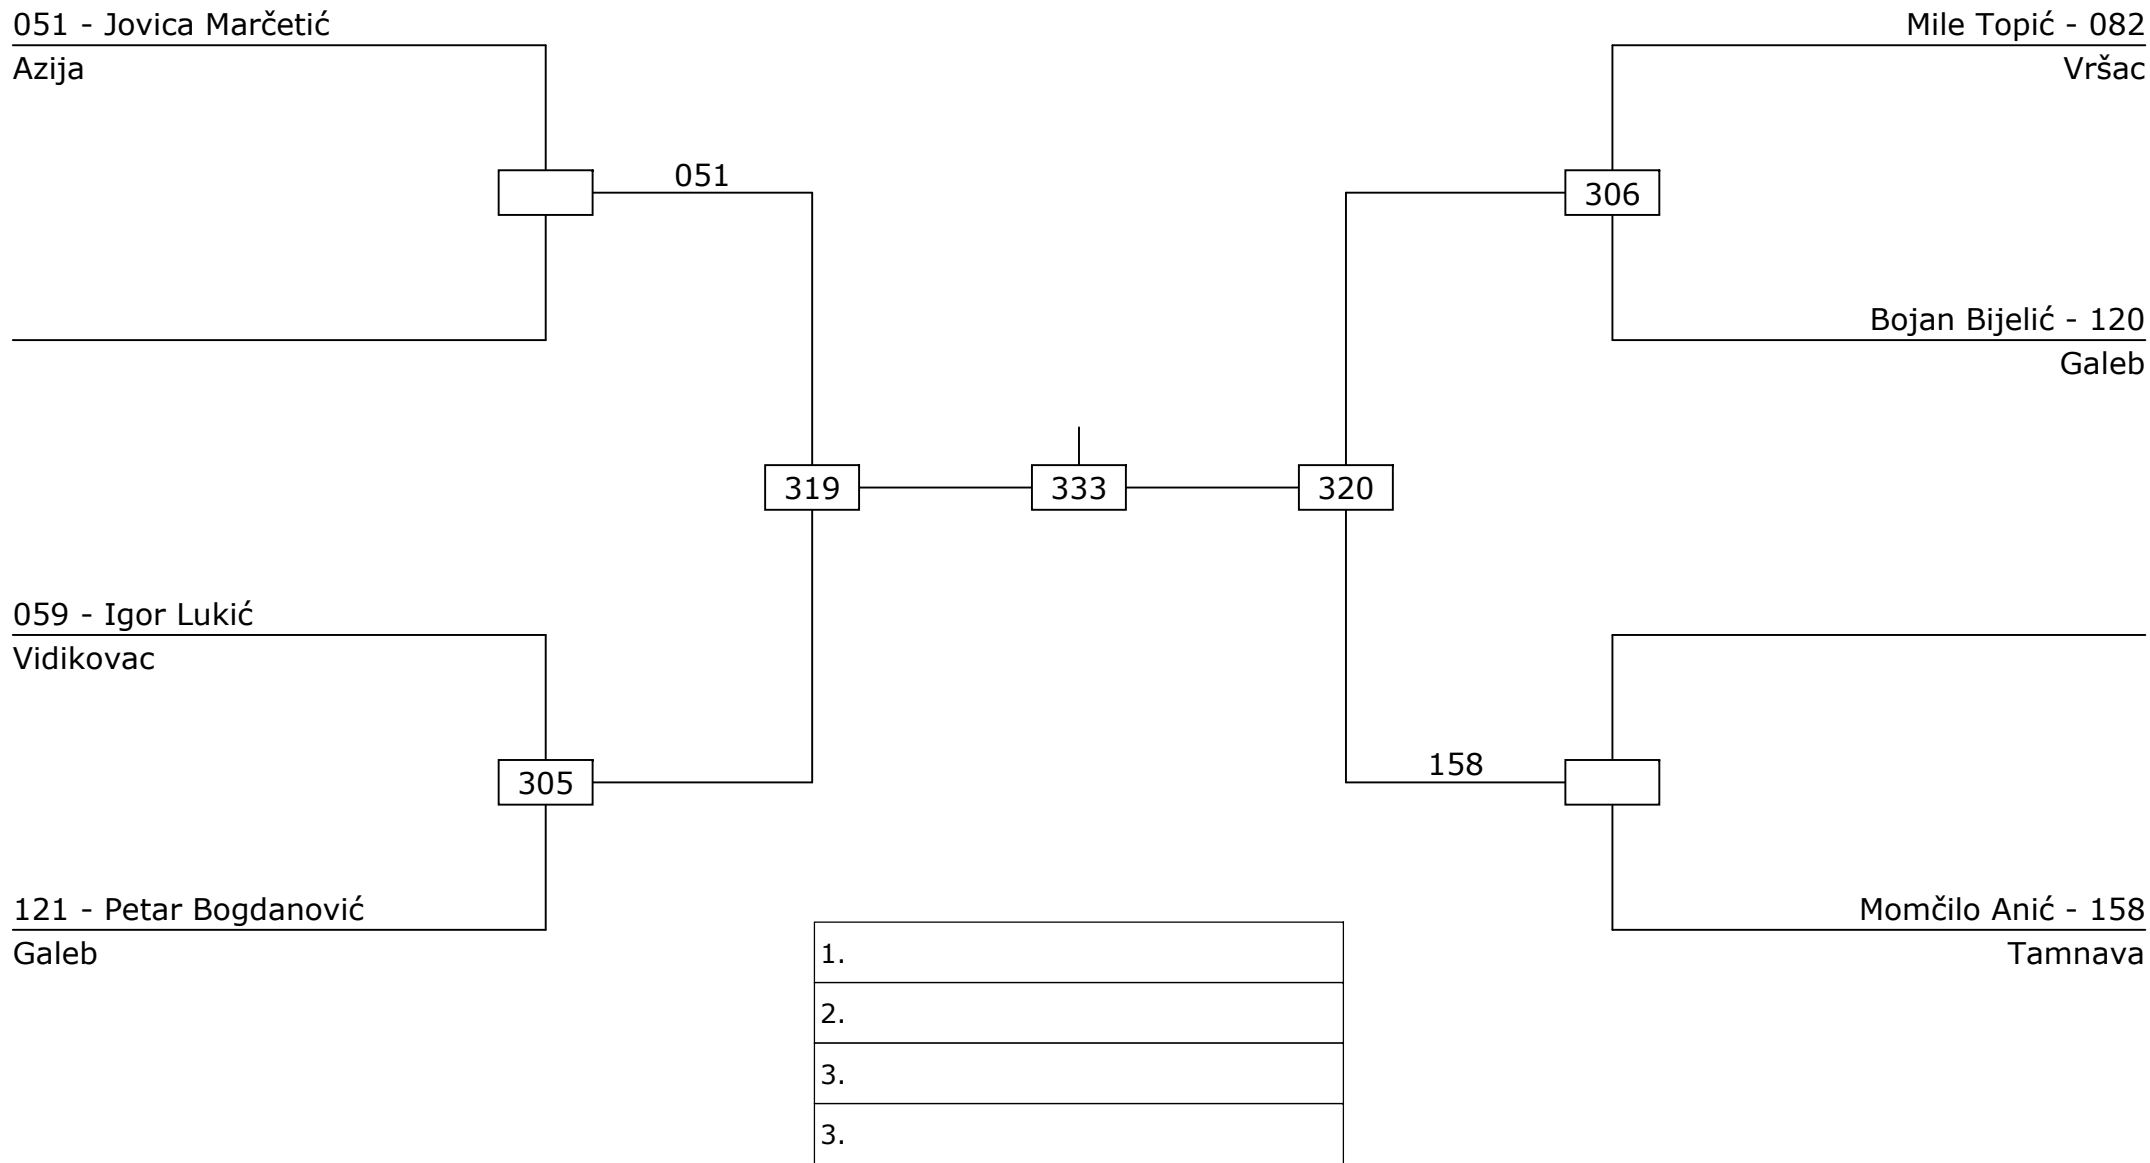 051 - Jovica Marčetić
Azija
051
059 - Igor Lukić
Vidikovac
305
121 - Petar Bogdanović
Galeb
319
333
320
Mile Topić - 082
Vršac
306
Bojan Bijelić - 120
Galeb
158
Momčilo Anić - 158
Tamnava
1.
2.
3.
3.